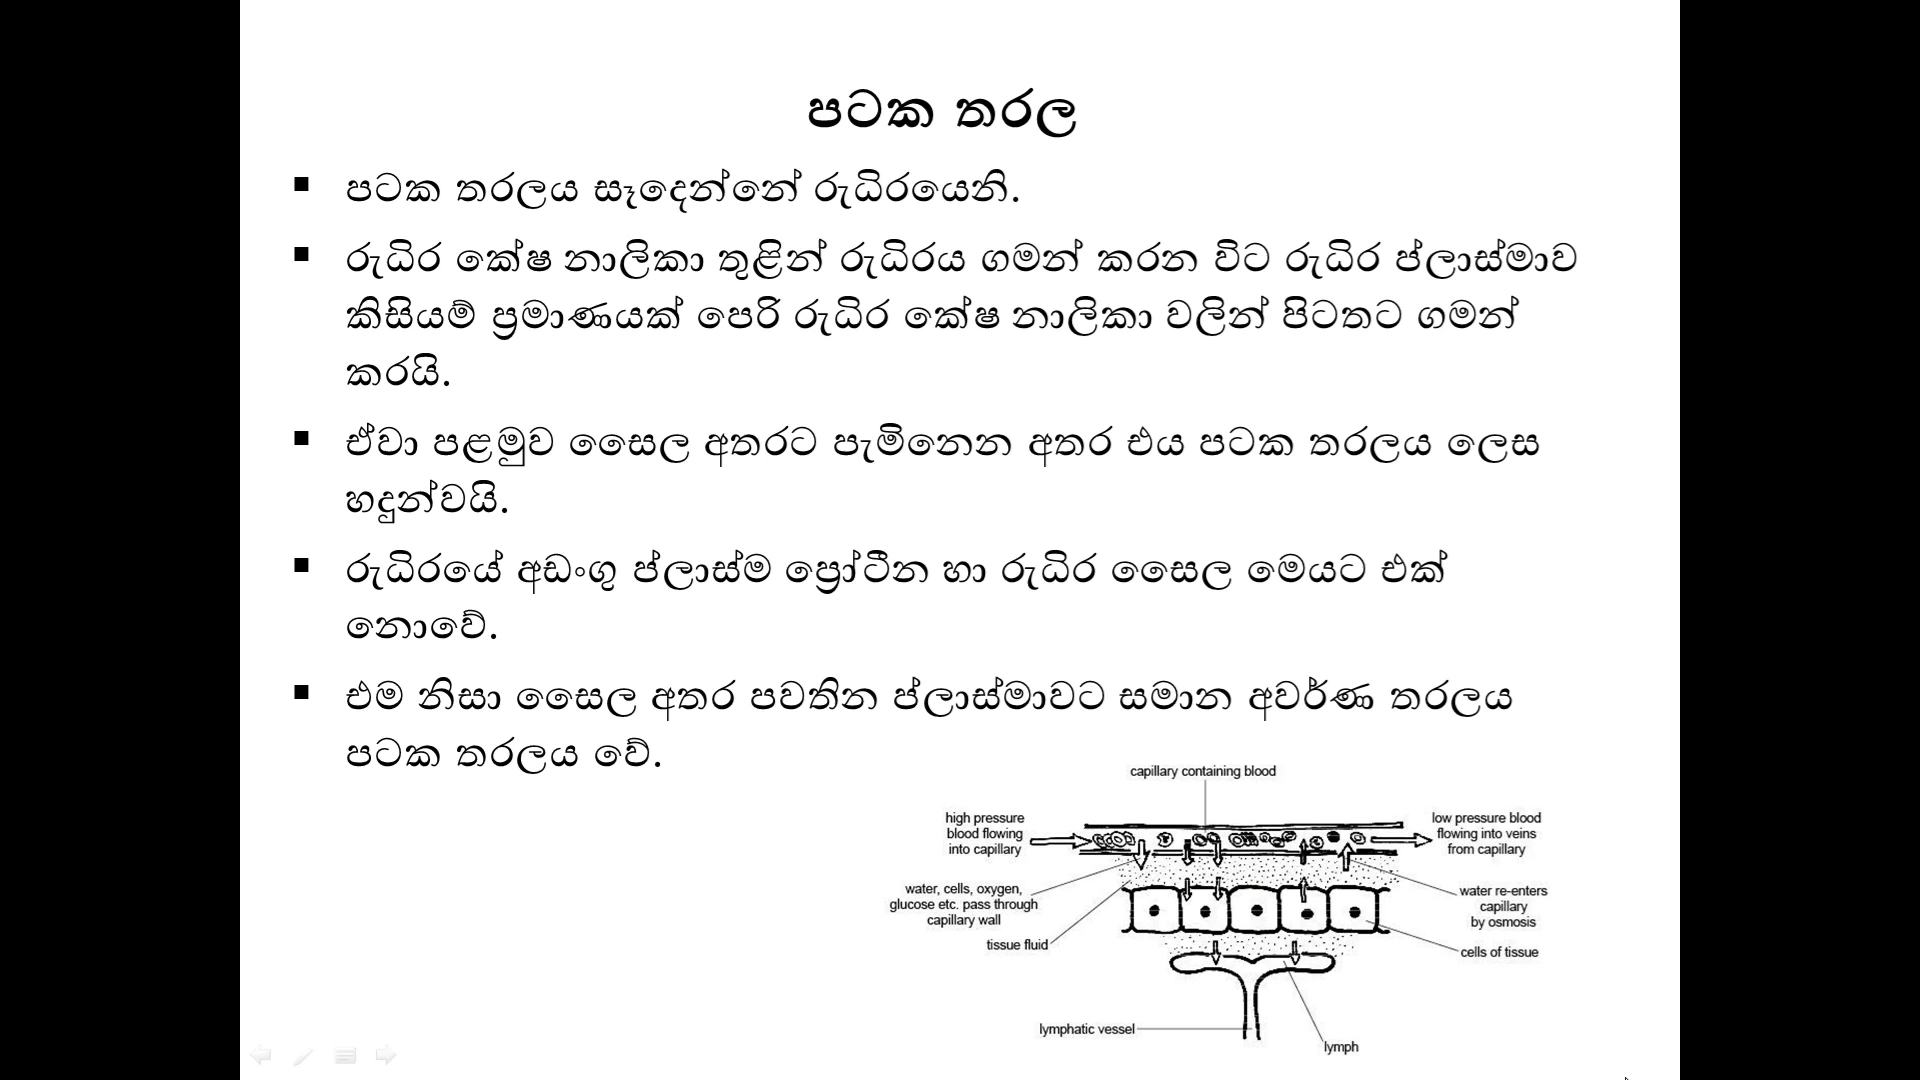 පටක තරල
▪ පටක තරලය සෑදෙන්නේ රුධිරයෙනි.
▪ රුධිර කේෂ නාලිකා තුළින් රුධිරය ගමන් කරන විට රුධිර ප්ලාස්මාව
කිසියම් ප්‍රමාණයක් පෙරි රුධිර කේෂ නාලිකා වලින් පිටතට ගමන්
කරයි.
▪ ඒවා පළමුව සෛල අතරට පැමිනෙන අතර එය පටක තරලය ලෙස
හදුන්වයි.
▪ රුධිරයේ අඩංගු ප්ලාස්ම ප්‍රෝටීන හා රුධිර සෛල මෙයට එක්
නොවේ.
▪ එම නිසා සෛල අතර පවතින ප්ලාස්මාවට සමාන අවර්ණ තරලය
පටක තරලය වේ.
capillary containing blood
high pressure
blood flowing
into capillary
low pressure blood
flowing into veins
from capillary
water, cells, oxygen,
glucose etc. pass through
capillary wall
water re-enters
capillary
by osmosis
tissue fluid
cells of tissue
lymphatic vessel
lymph